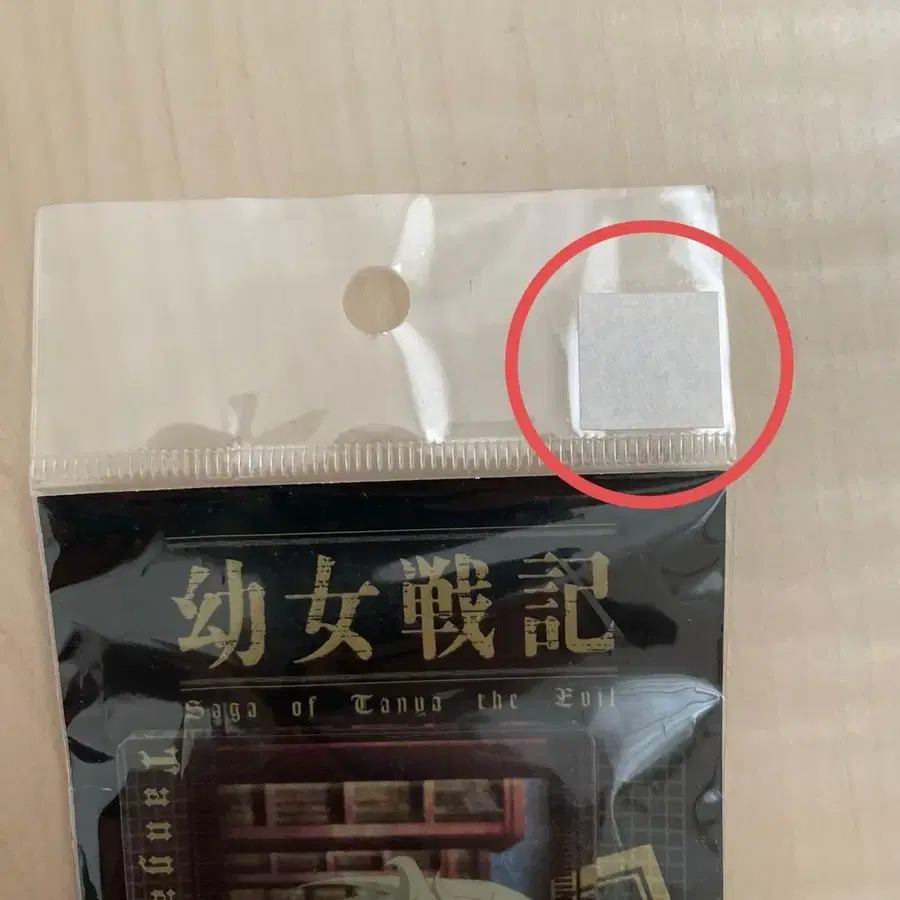 幼女戦記
Saga of Tanya the Evil